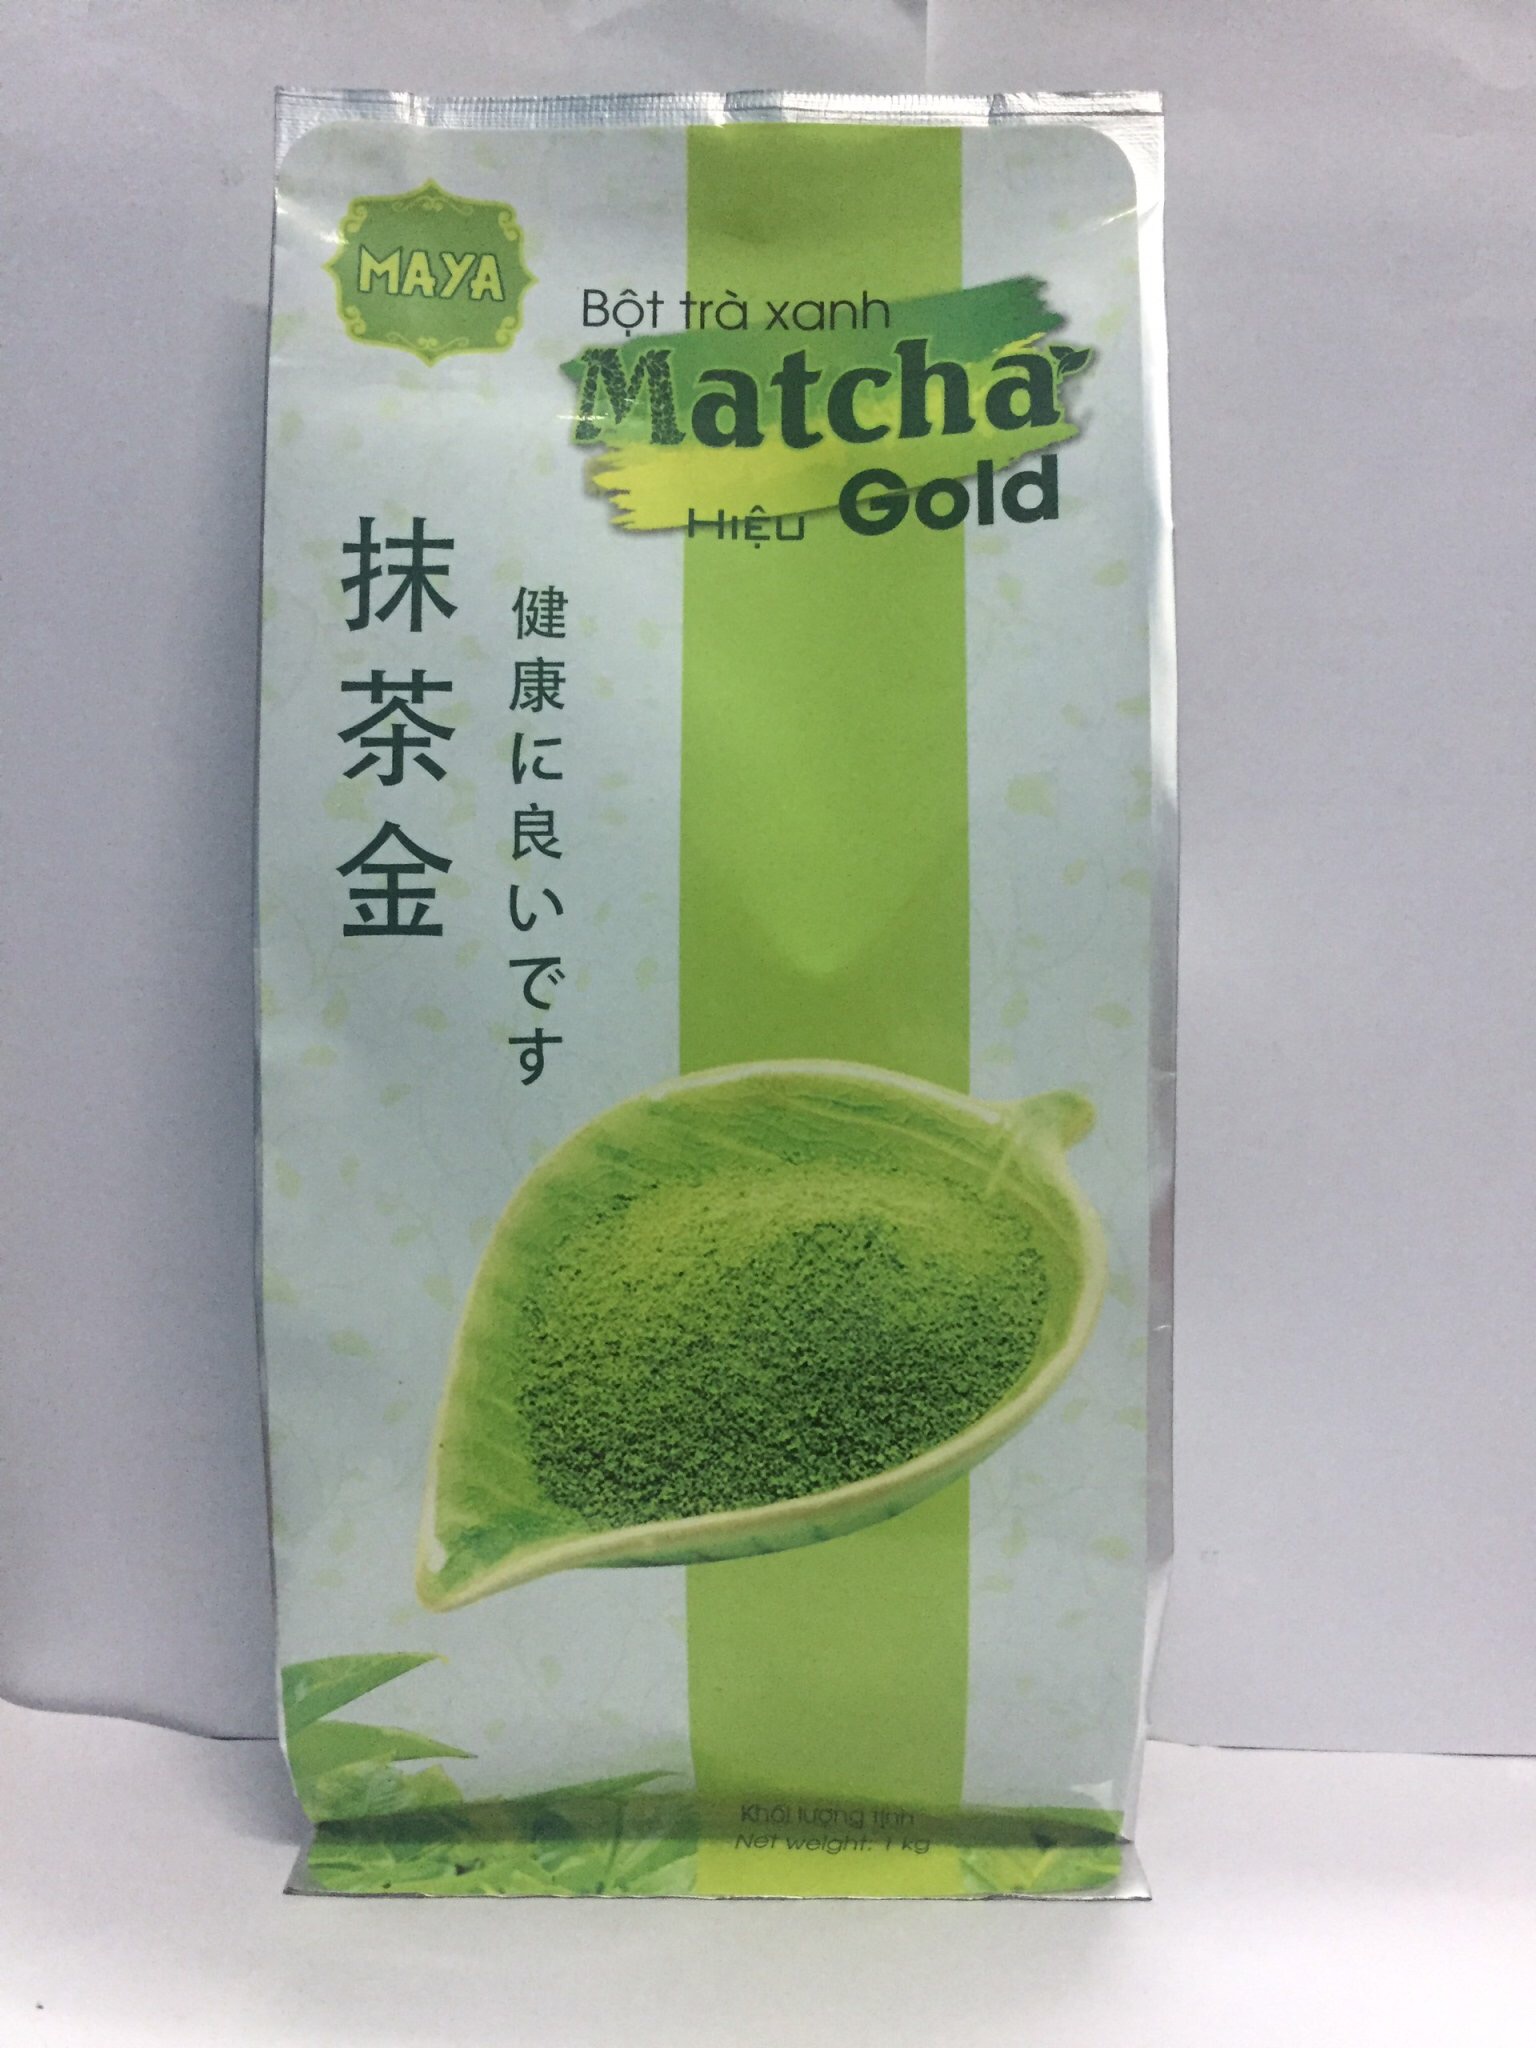 MAYA
Bột trà xanh
Matcha
Hiệu Gold
抹茶金
健康に良いです
Khối lượng tịnh
Net weight: 1 kg